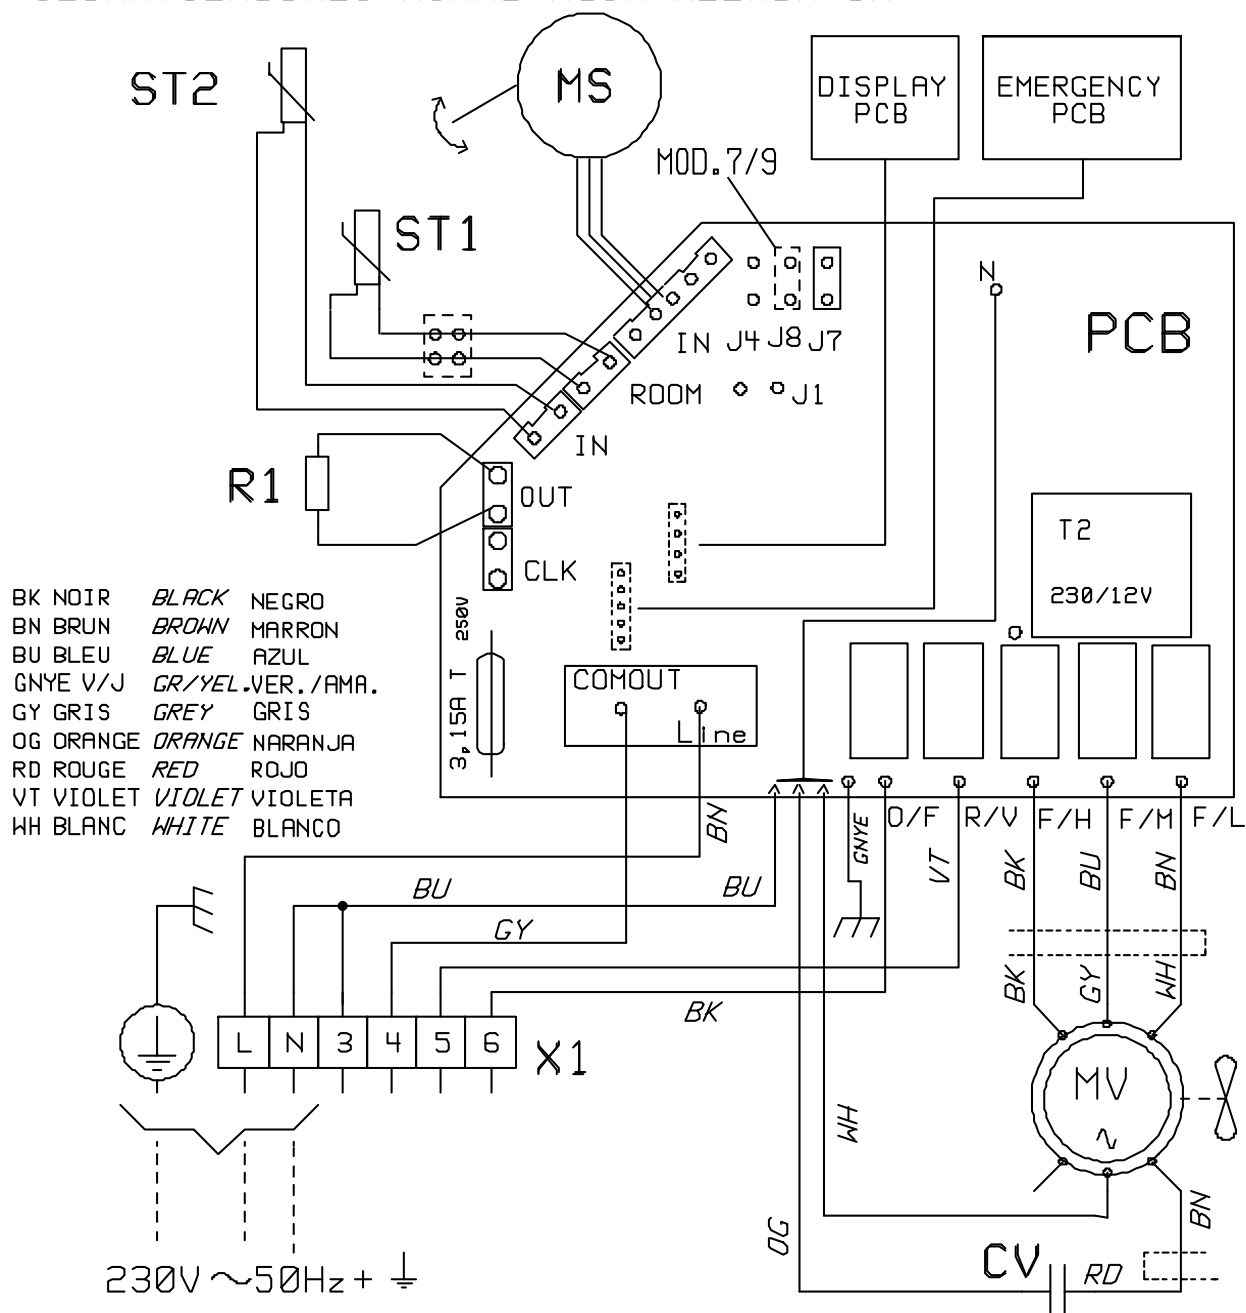 ST2
MS
DISPLAY
PCB
EMERGENCY
PCB
MOD.7/9
ST1
N
PCB
IN J4 J8 J7
ROOM
J1
IN
R1
OUT
T2
CLK
230/12V
250V
3,15A T
BK NOIR BLACK NEGRO
BN BRUN BROWN MARRON
BU BLEU BLUE AZUL
GNYE V/J GR/YEL. VER./AMA.
GY GRIS GREY GRIS
OG ORANGE ORANGE NARANJA
RD ROUGE RED ROJO
VT VIOLET VIOLET VIOLETA
WH BLANC WHITE BLANCO
COMOUT
Line
O/F R/V F/H F/M F/L
BN
GNYE
VT
BK
BU
BN
BU
BU
GY
BK
BK
GY
WH
L N 3 4 5 6
X1
MV
WH
OG
BN
CV
RD
230V ~ 50Hz +